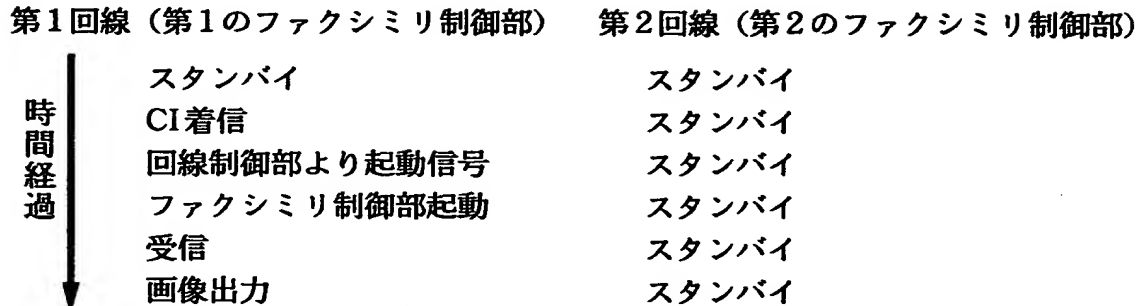 第1回線（第1のファクシミリ制御部） 第2回線（第2のファクシミリ制御部）
時間経過
スタンバイ スタンバイ
CI着信 スタンバイ
回線制御部より起動信号 スタンバイ
ファクシミリ制御部起動 スタンバイ
受信 スタンバイ
画像出力 スタンバイ